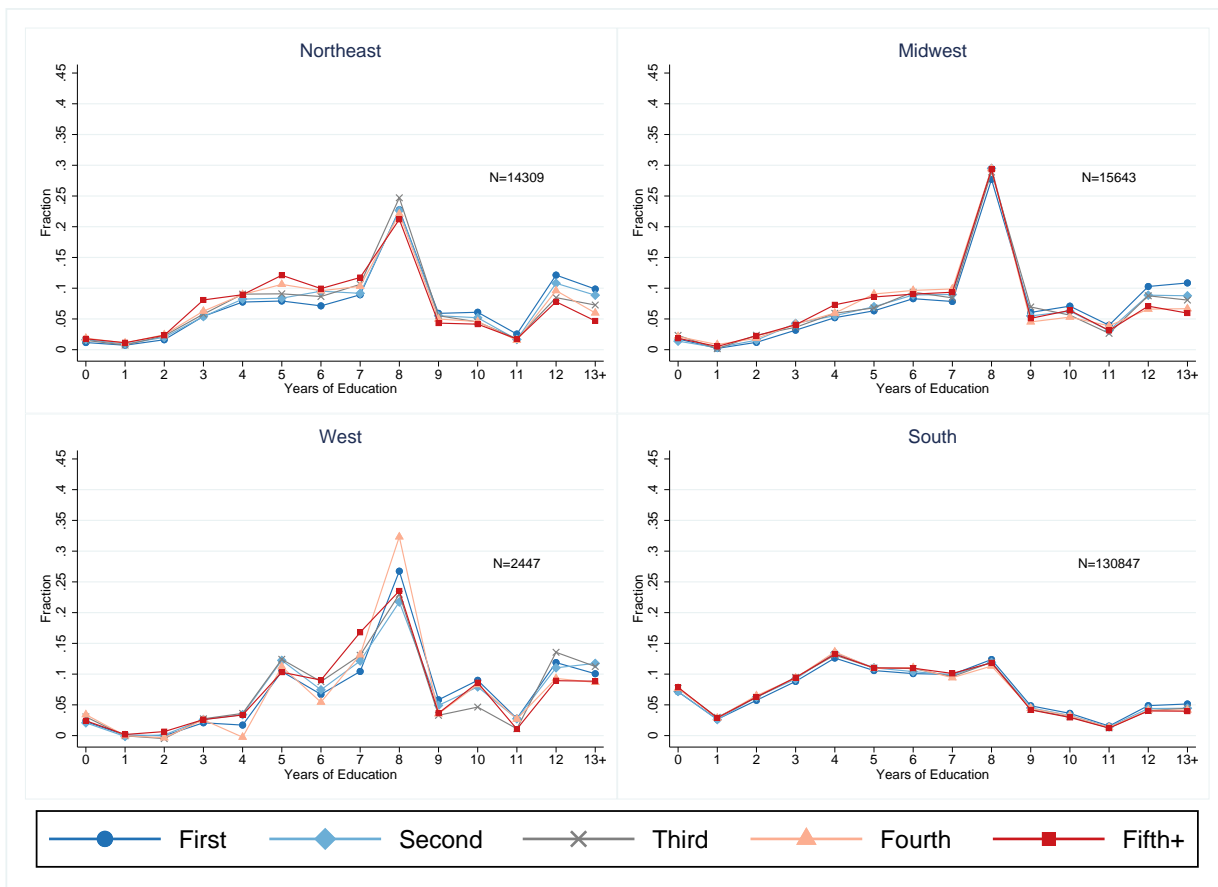 Northeast
.45
.4
.35
.3
.25
.2
.15
.1
.05
0
Fraction
N=14309
0 1 2 3 4 5 6 7 8 9 10 11 12 13+
Years of Education
Midwest
.45
.4
.35
.3
.25
.2
.15
.1
.05
0
Fraction
N=15643
0 1 2 3 4 5 6 7 8 9 10 11 12 13+
Years of Education
West
.45
.4
.35
.3
.25
.2
.15
.1
.05
0
Fraction
N=2447
0 1 2 3 4 5 6 7 8 9 10 11 12 13+
Years of Education
South
.45
.4
.35
.3
.25
.2
.15
.1
.05
0
Fraction
N=130847
0 1 2 3 4 5 6 7 8 9 10 11 12 13+
Years of Education
First Second Third Fourth Fifth+